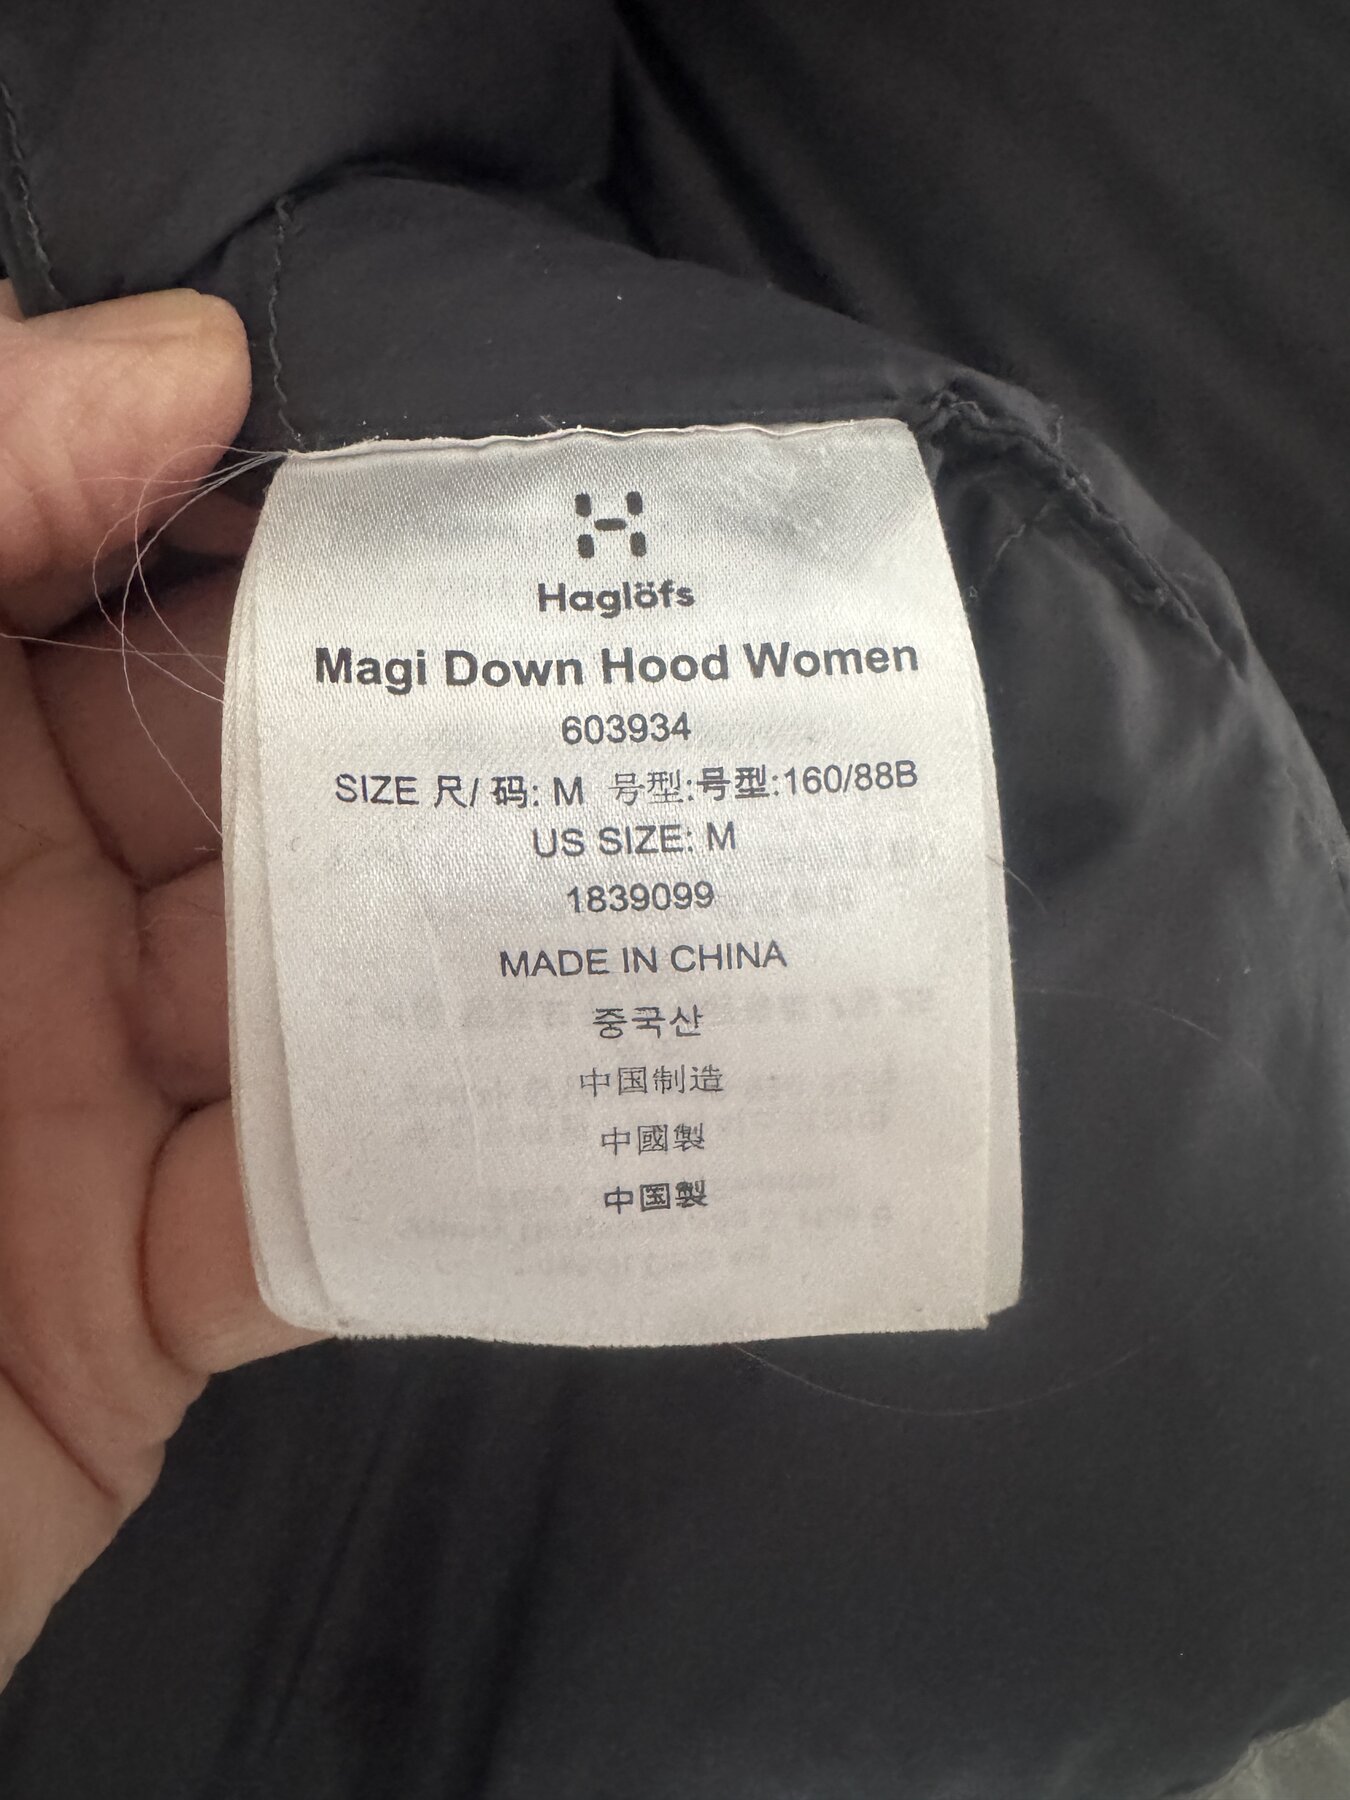 Haglöfs
Magi Down Hood Women
603934
SIZE 尺/ 码: M 号型:号型:160/88B
US SIZE: M
1839099
MADE IN CHINA
중국산
中国制造
中國製
中国製